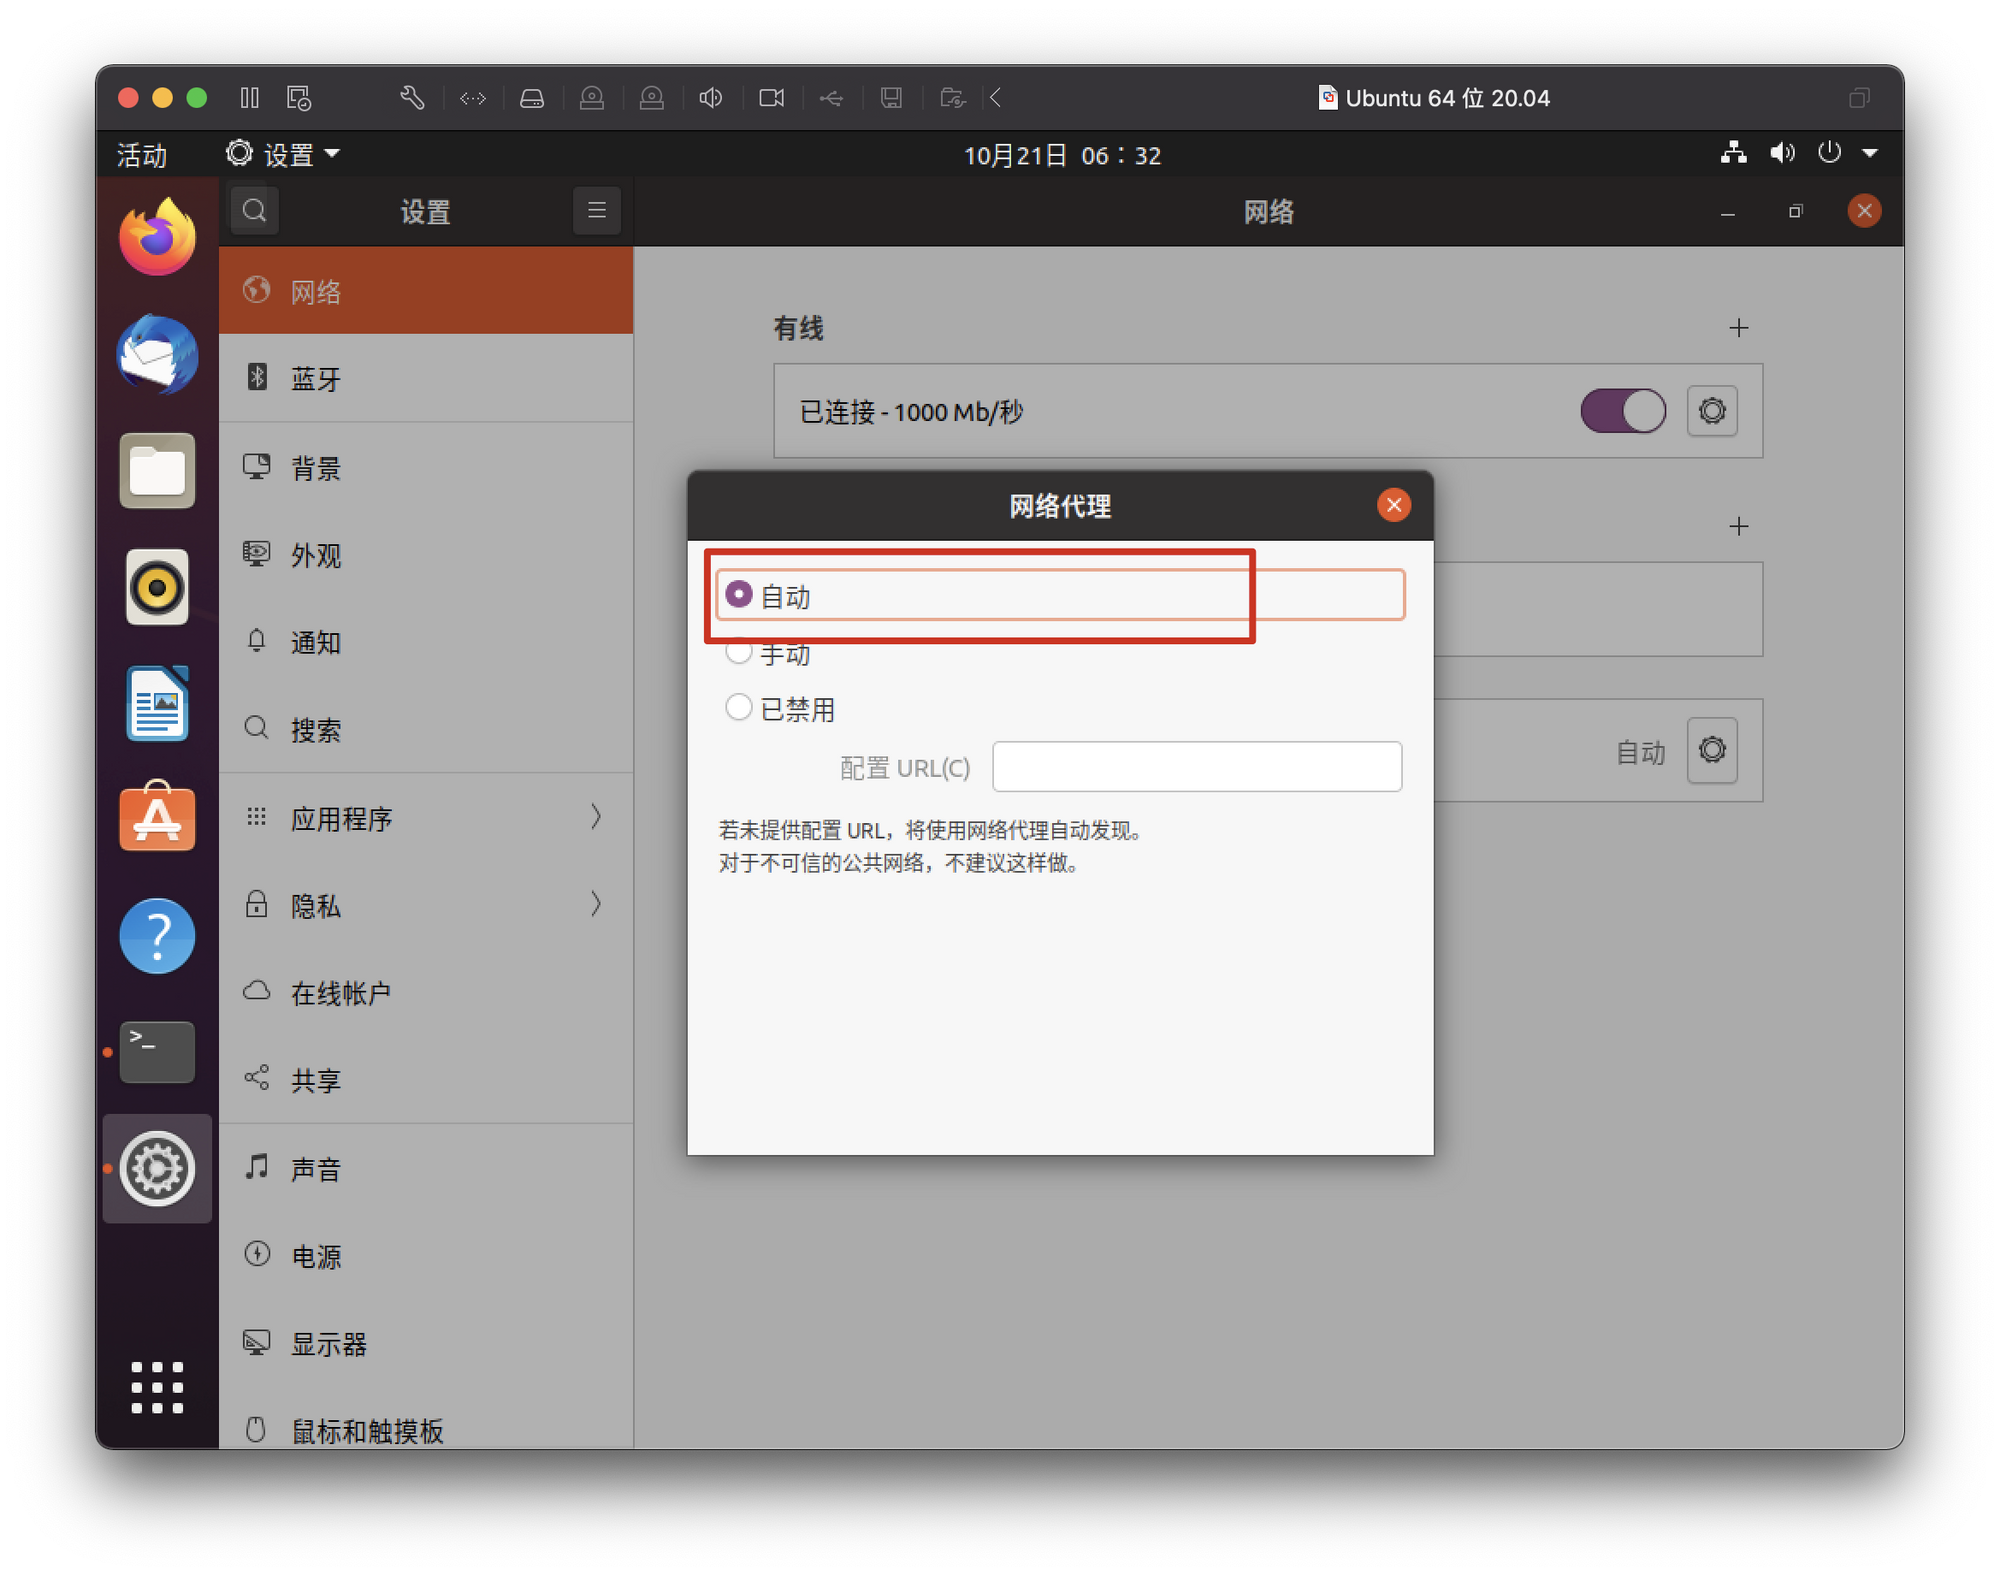 Ubuntu 64 位 20.04
活动
设置
10月21日 06：32
设置
网络
网络
蓝牙
背景
外观
通知
搜索
应用程序
隐私
在线帐户
共享
声音
电源
显示器
鼠标和触摸板
有线
已连接 - 1000 Mb/秒
自动
网络代理
自动
手动
已禁用
配置 URL(C)
若未提供配置 URL，将使用网络代理自动发现。
对于不可信的公共网络，不建议这样做。